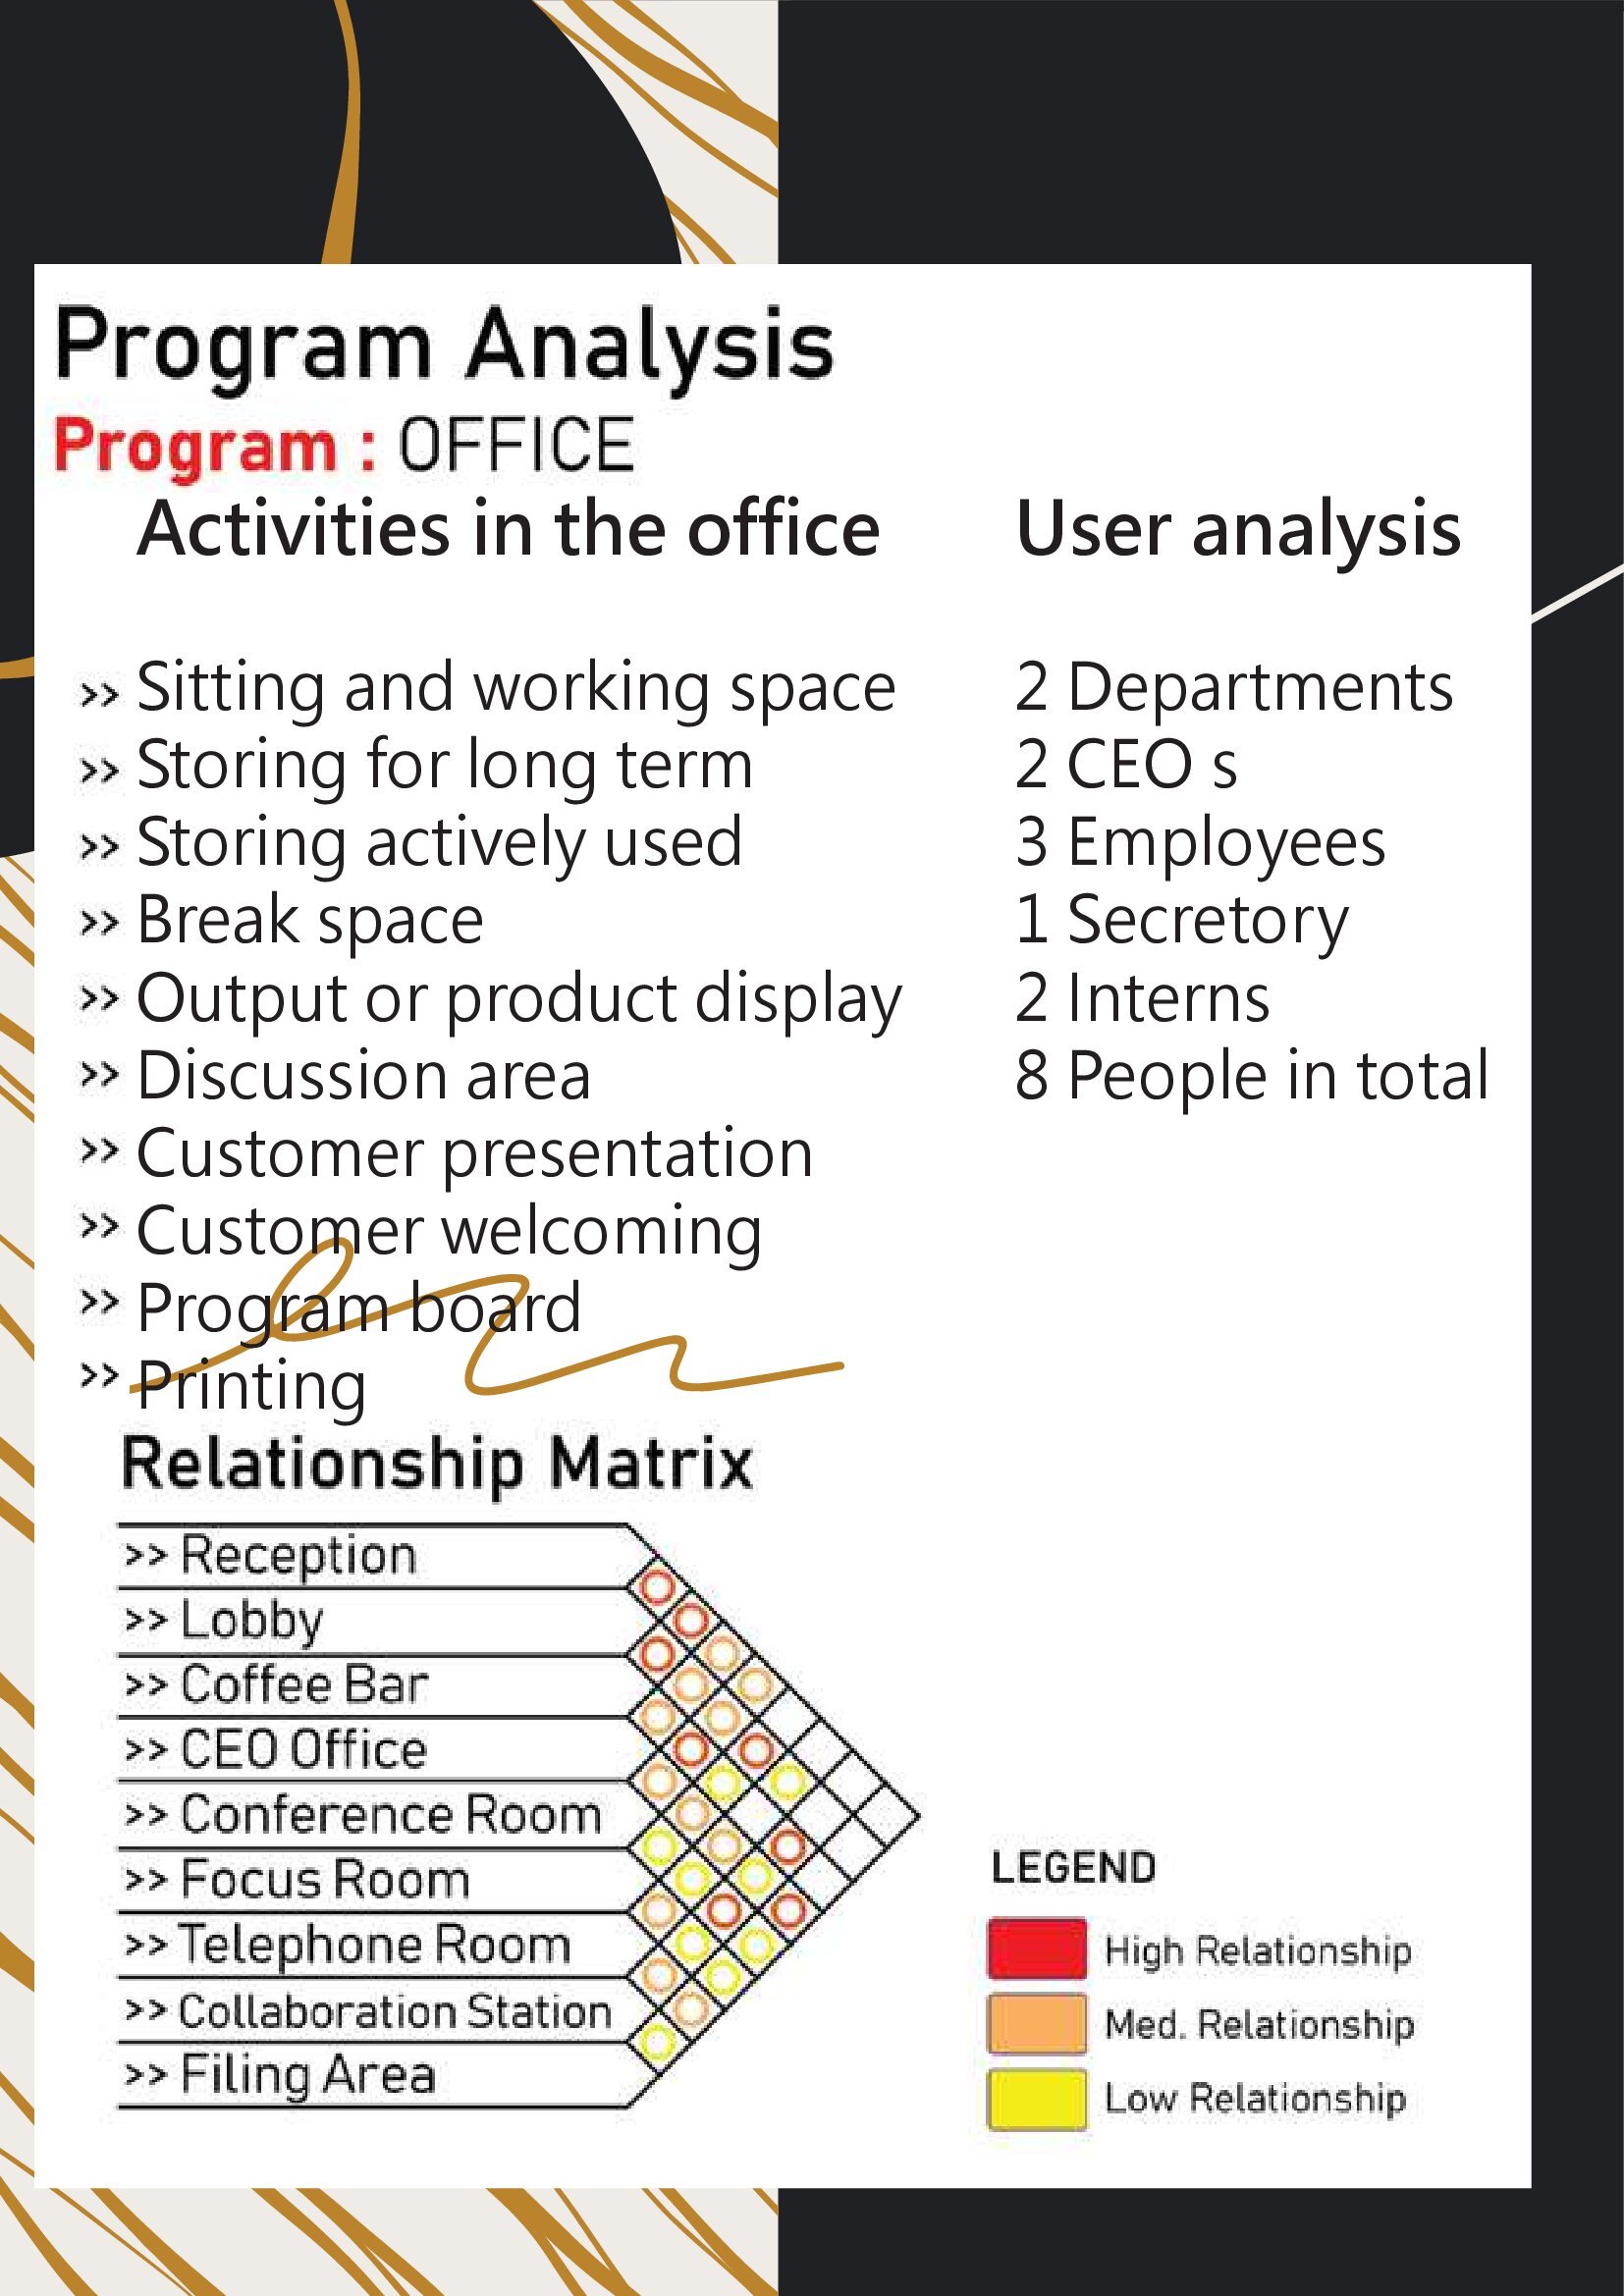 Program Analysis
Program : OFFICE
Activities in the office
>> Sitting and working space
>> Storing for long term
>> Storing actively used
>> Break space
>> Output or product display
>> Discussion area
>> Customer presentation
>> Customer welcoming
>> Program board
>> Printing
User analysis
2 Departments
2 CEO s
3 Employees
1 Secretory
2 Interns
8 People in total
Relationship Matrix
>> Reception
>> Lobby
>> Coffee Bar
>> CEO Office
>> Conference Room
>> Focus Room
>> Telephone Room
>> Collaboration Station
>> Filing Area
LEGEND
High Relationship
Med. Relationship
Low Relationship